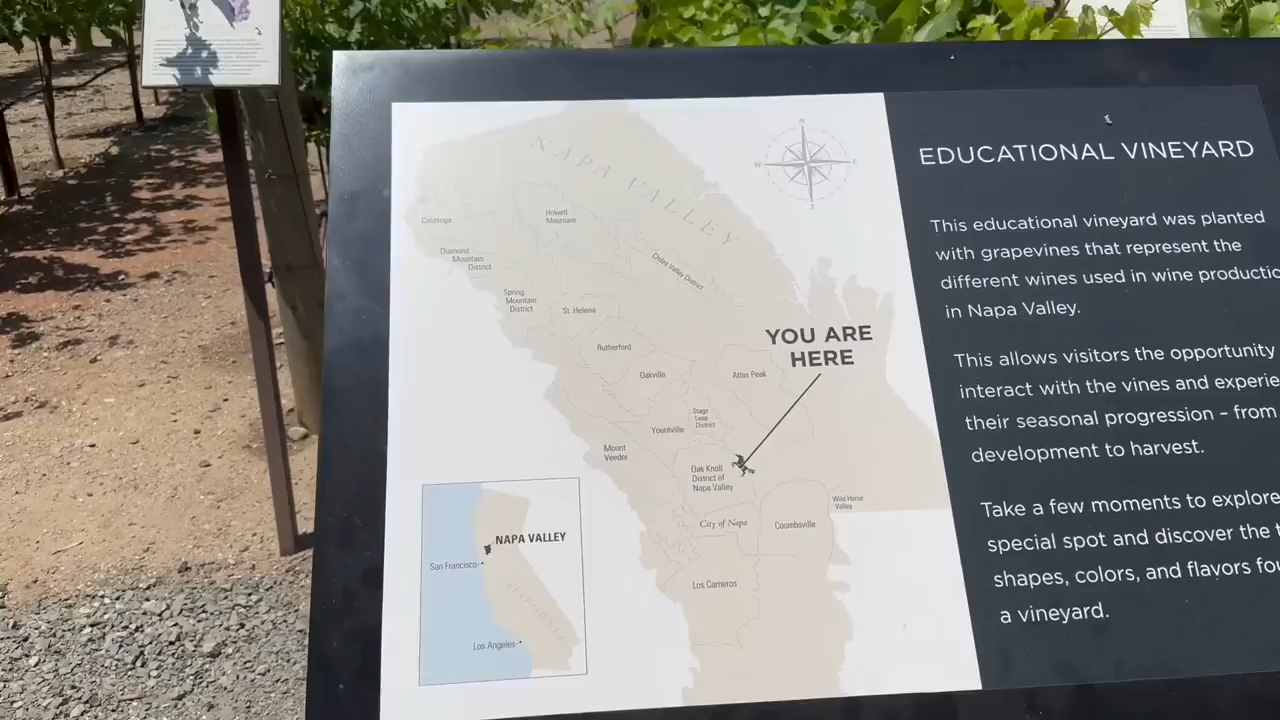 NAPA VALLEY
N
W
E
S
Calistoga
Howell
Mountain
Diamond
Mountain
District
Chiles Valley District
Spring
Mountain
District
St. Helena
Rutherford
Oakville
Atlas Peak
YOU ARE
HERE
Stags
Leap
District
Yountville
Mount
Veeder
Oak Knoll
District of
Napa Valley
Wild Horse
Valley
City of Napa
Coombsville
Los Carneros
NAPA VALLEY
San Francisco
CALIFORNIA
Los Angeles
EDUCATIONAL VINEYARD
This educational vineyard was planted
with grapevines that represent the
different wines used in wine productio
in Napa Valley.
This allows visitors the opportunity
interact with the vines and experie
their seasonal progression – from
development to harvest.
Take a few moments to explore
special spot and discover the t
shapes, colors, and flavors fou
a vineyard.